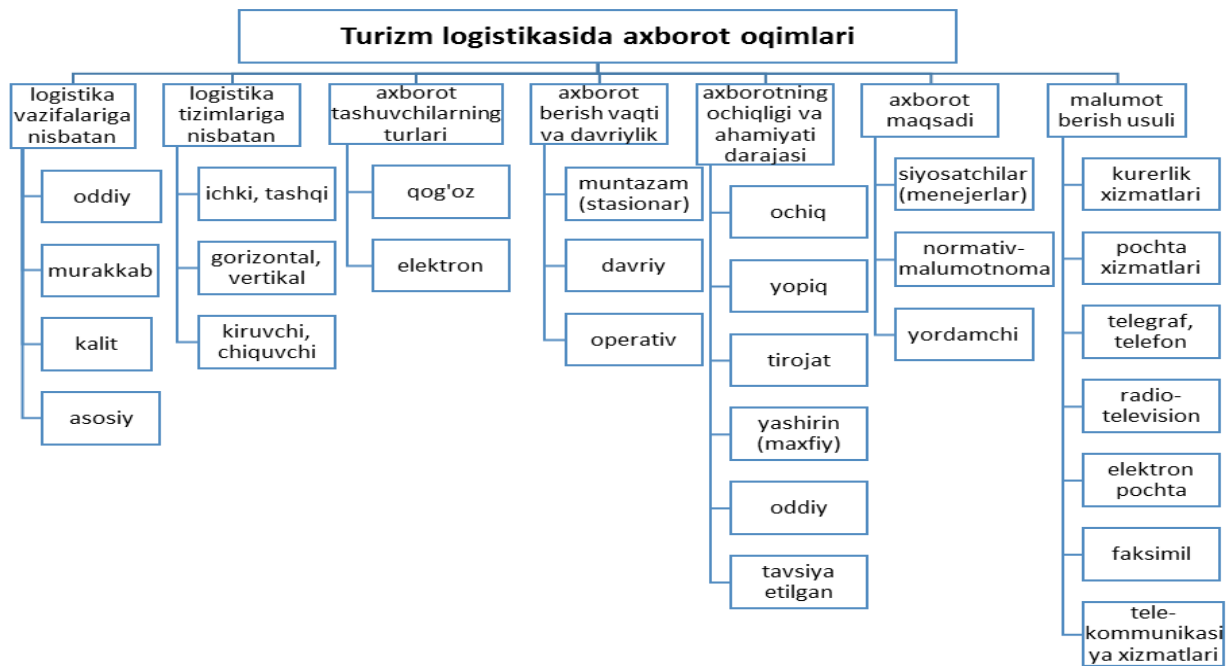 Turizm logistikasida axborot oqimlari
logistika
vazifalariga
nisbatan
oddiy
murakkab
kalit
asosiy
logistika
tizimlariga
nisbatan
ichki, tashqi
gorizontal,
vertikal
kiruvchi,
chiquvchi
axborot
tashuvchilarning
turlari
qog'oz
elektron
axborot
berish vaqti
va davriylik
muntazam
(stasionar)
davriy
operativ
axborotning
ochiqligi va
ahamiyati
darajasi
ochiq
yopiq
tirojat
yashirin
(maxfiy)
oddiy
tavsiya
etilgan
axborot
maqsadi
siyosatchilar
(menejerlar)
normativ-
malumotnoma
yordamchi
malumot
berish usuli
kurerlik
xizmatlari
pochta
xizmatlari
telegraf,
telefon
radio-
television
elektron
pochta
faksimil
tele-
kommunikasi
ya xizmatlari